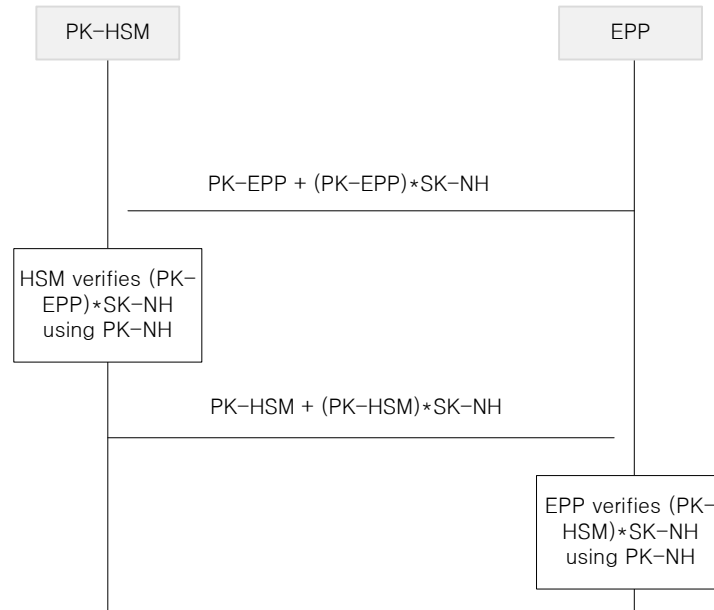 PK-HSM
EPP
PK-EPP + (PK-EPP)*SK-NH
HSM verifies (PK-
EPP)*SK-NH
using PK-NH
PK-HSM + (PK-HSM)*SK-NH
EPP verifies (PK-
HSM)*SK-NH
using PK-NH